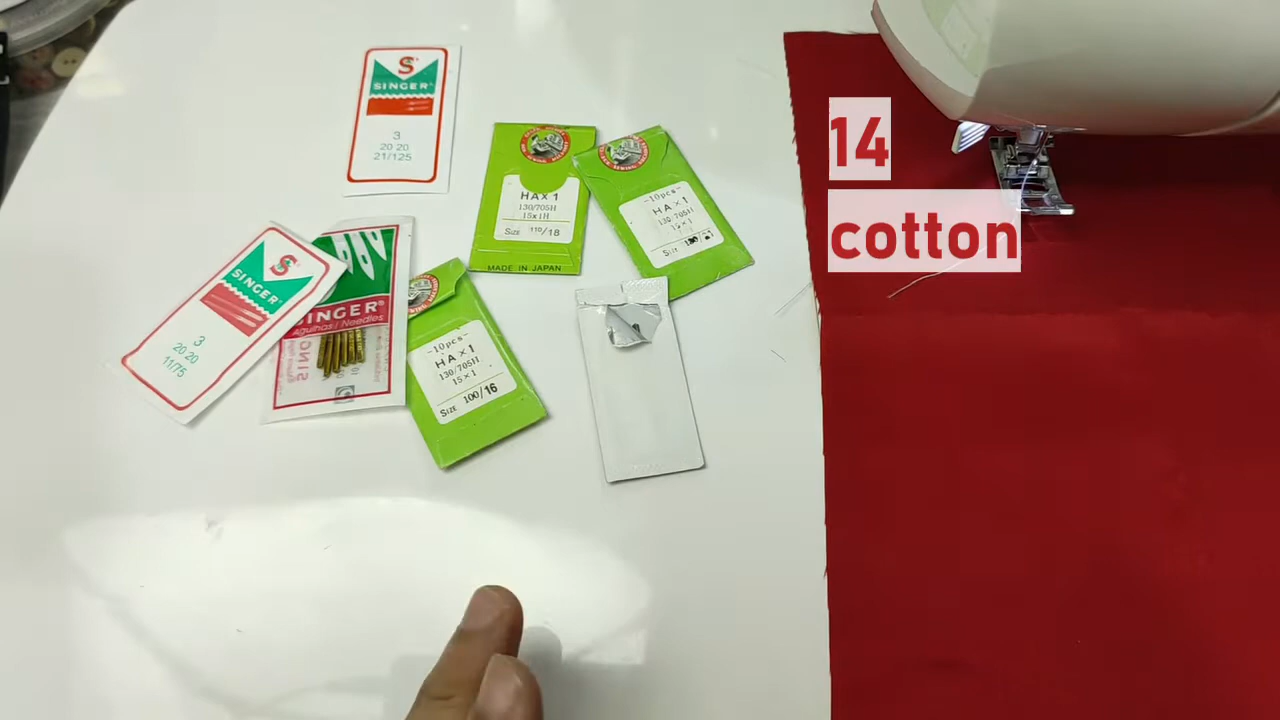 S
SINGER
3
20 20
21/125
14
cotton
HA×1
130/705H
15x1H
SIZE 110/18
MADE IN JAPAN
-10pcs-
HA×1
130/705H
15×1
SIZE
S
SINGER
3
20 20
11/75
SINGER
Agulhas/Needles
-10pcs-
HA×1
130/705H
15×1
SIZE 100/16